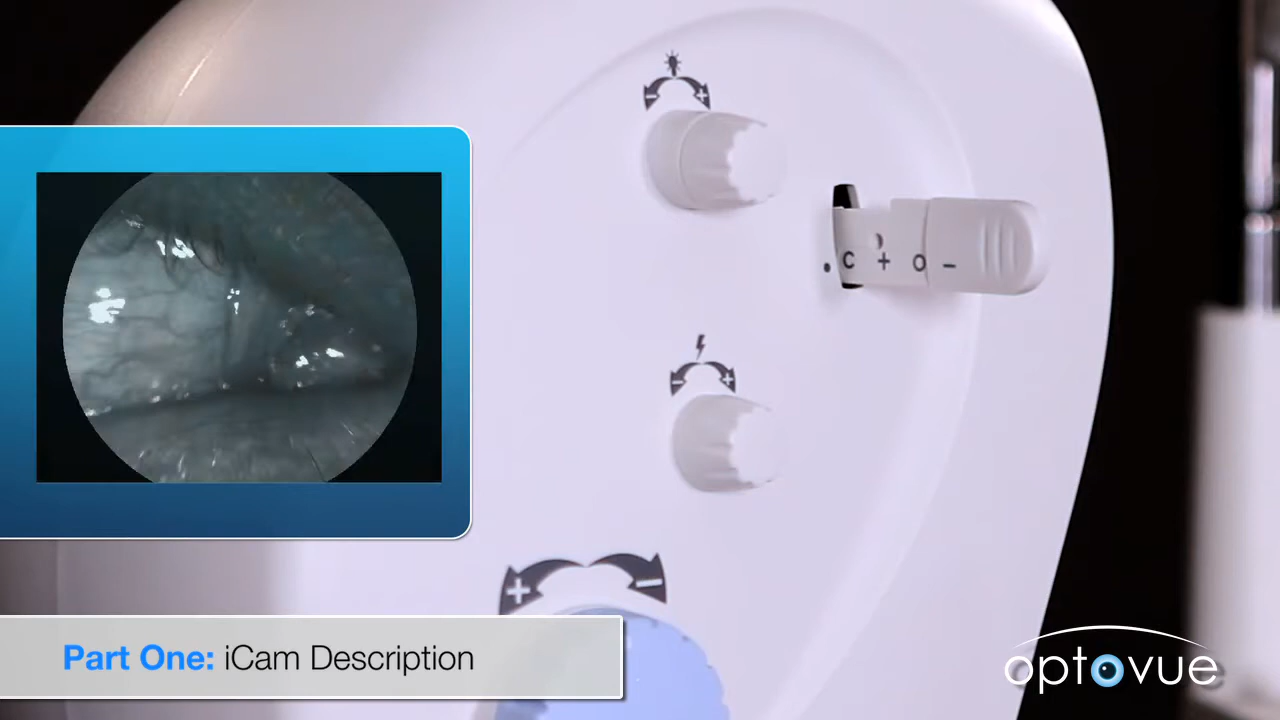 - +
. C + O -
- +
+ -
Part One: iCam Description
optovue